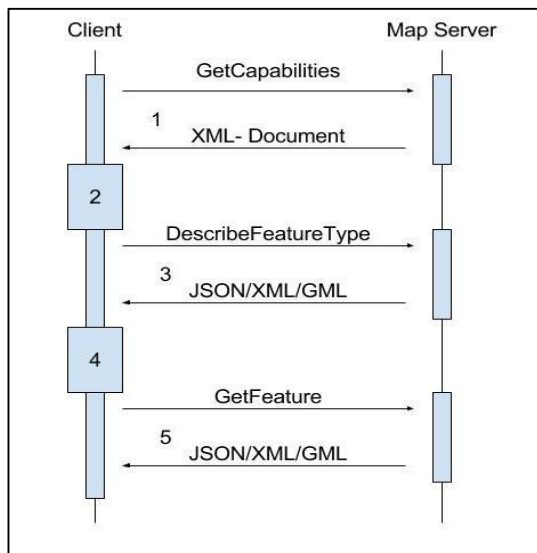 Client
Map Server
GetCapabilities
1
XML- Document
2
DescribeFeatureType
3
JSON/XML/GML
4
GetFeature
5
JSON/XML/GML